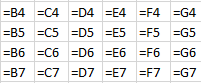 =B4 =C4 =D4 =E4 =F4 =G4
=B5 =C5 =D5 =E5 =F5 =G5
=B6 =C6 =D6 =E6 =F6 =G6
=B7 =C7 =D7 =E7 =F7 =G7